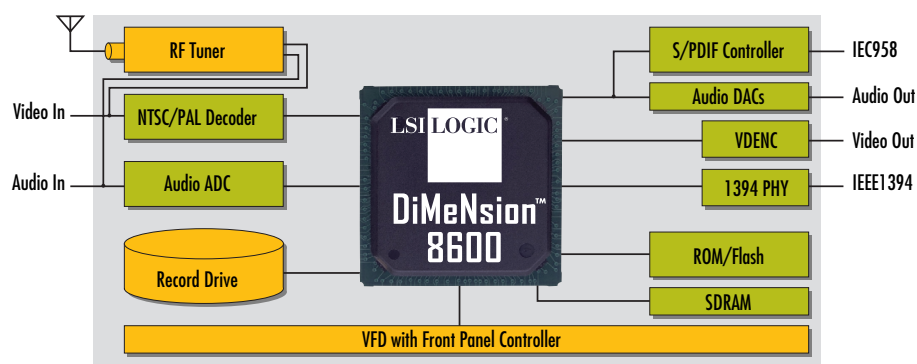 RF Tuner
S/PDIF Controller
IEC958
Video In
NTSC/PAL Decoder
LSI LOGIC®
Audio DACs
Audio Out
VDENC
Video Out
Audio In
Audio ADC
1394 PHY
IEEE1394
DiMeNsion™
8600
Record Drive
ROM/Flash
SDRAM
VFD with Front Panel Controller